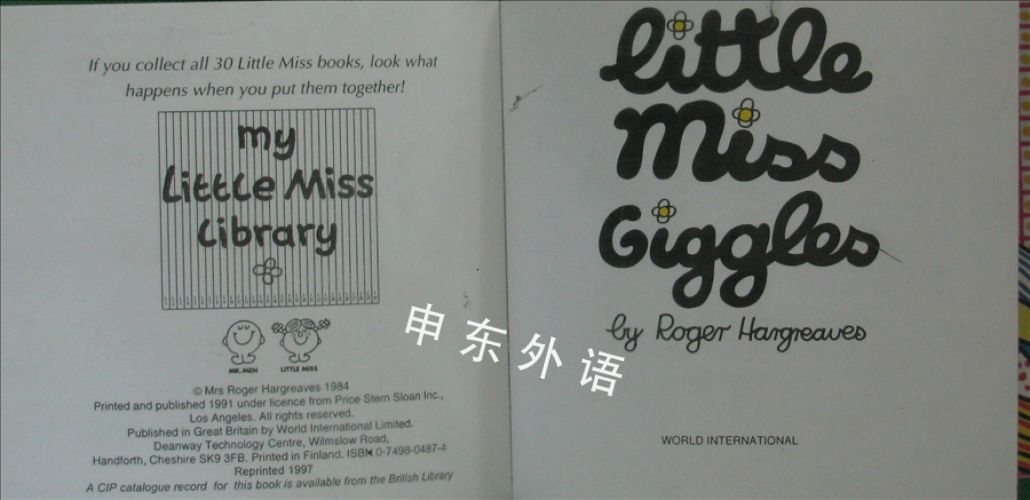 If you collect all 30 Little Miss books, look what
happens when you put them together!
my
Little Miss
Library
MR. MEN
LITTLE MISS
© Mrs Roger Hargreaves 1984
Printed and published 1991 under licence from Price Stern Sloan Inc.,
Los Angeles. All rights reserved.
Published in Great Britain by World International Limited.
Deanway Technology Centre, Wilmslow Road,
Handforth, Cheshire SK9 3FB. Printed in Finland. ISBN 0-7498-0487-4
Reprinted 1997
A CIP catalogue record for this book is available from the British Library
little
Miss
Giggles
by Roger Hargreaves
WORLD INTERNATIONAL
申东外语